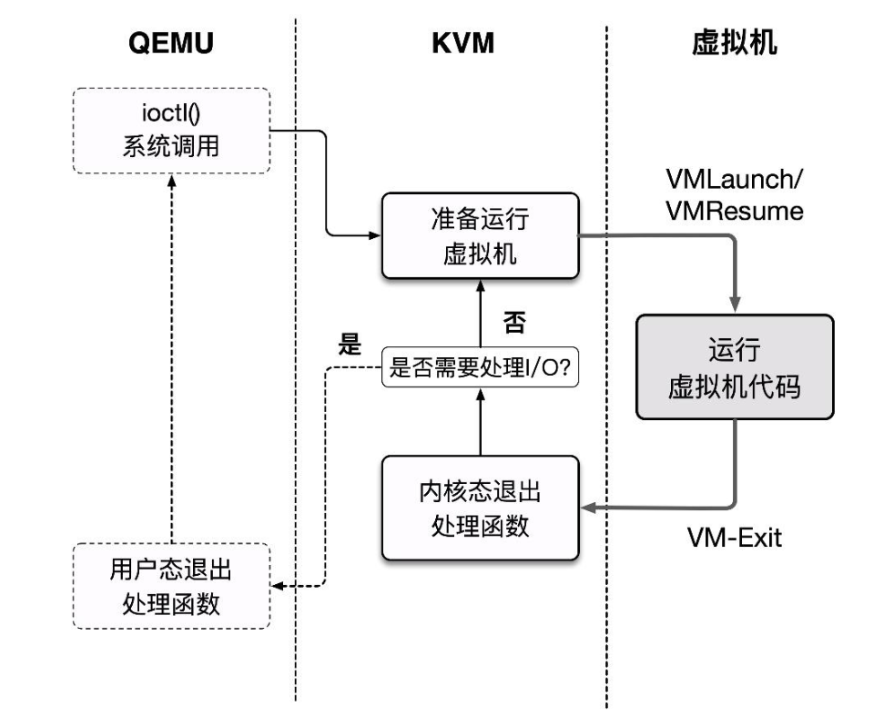 QEMU
KVM
虚拟机
ioctl()
系统调用
准备运行
虚拟机
VMLaunch/
VMResume
否
是
是否需要处理I/O?
运行
虚拟机代码
内核态退出
处理函数
VM-Exit
用户态退出
处理函数